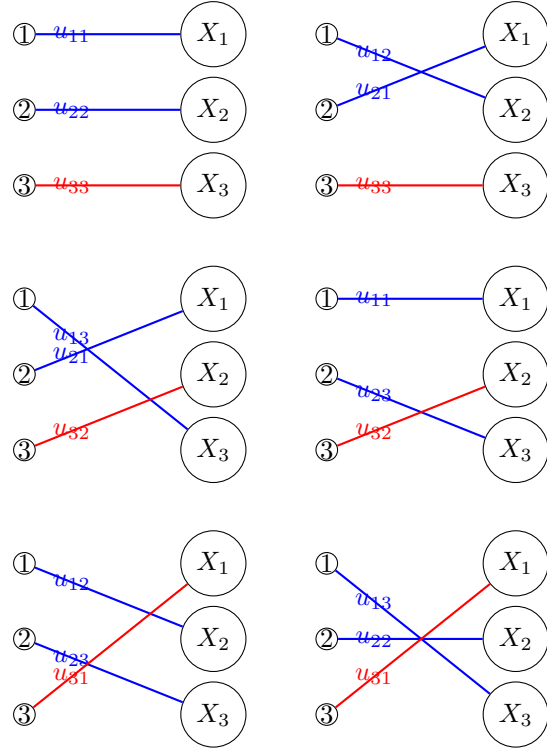 1 u₁₁ X₁ 1 u₁₂ X₁
2 u₂₂ X₂ 2 u₂₁ X₂
3 u₃₃ X₃ 3 u₃₃ X₃
1 u₁₃ X₁ 1 u₁₁ X₁
2 u₂₁ X₂ 2 u₂₃ X₂
3 u₃₂ X₃ 3 u₃₂ X₃
1 u₁₂ X₁ 1 u₁₃ X₁
2 u₂₃ X₂ 2 u₂₂ X₂
3 u₃₁ X₃ 3 u₃₁ X₃